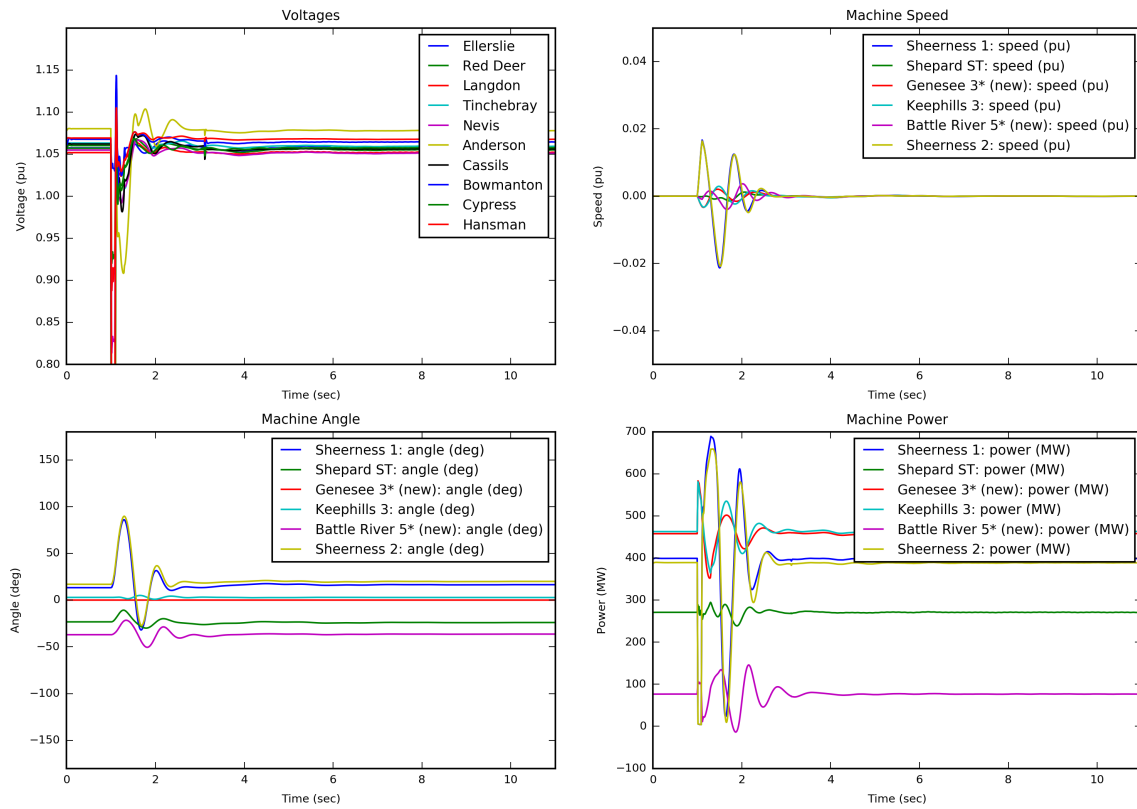 Voltages
1.15
1.10
1.05
1.00
0.95
0.90
0.85
0.80
Voltage (pu)
0 2 4 6 8 10
Time (sec)
Ellerslie
Red Deer
Langdon
Tinchebray
Nevis
Anderson
Cassils
Bowmanton
Cypress
Hansman
Machine Speed
0.04
0.02
0.00
−0.02
−0.04
Speed (pu)
0 2 4 6 8 10
Time (sec)
Sheerness 1: speed (pu)
Shepard ST: speed (pu)
Genesee 3* (new): speed (pu)
Keephills 3: speed (pu)
Battle River 5* (new): speed (pu)
Sheerness 2: speed (pu)
Machine Angle
150
100
50
0
−50
−100
−150
Angle (deg)
0 2 4 6 8 10
Time (sec)
Sheerness 1: angle (deg)
Shepard ST: angle (deg)
Genesee 3* (new): angle (deg)
Keephills 3: angle (deg)
Battle River 5* (new): angle (deg)
Sheerness 2: angle (deg)
Machine Power
700
600
500
400
300
200
100
0
−100
Power (MW)
0 2 4 6 8 10
Time (sec)
Sheerness 1: power (MW)
Shepard ST: power (MW)
Genesee 3* (new): power (MW)
Keephills 3: power (MW)
Battle River 5* (new): power (MW)
Sheerness 2: power (MW)